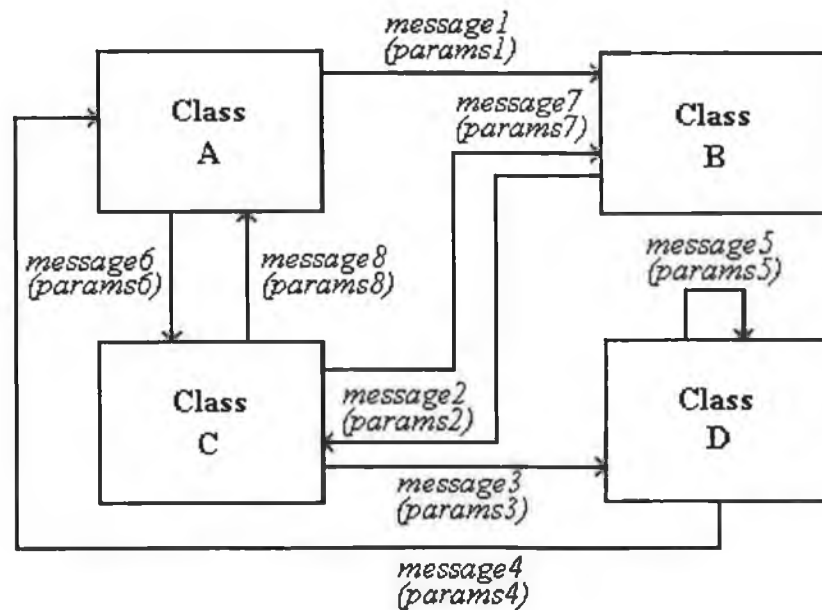 message1
(params1)
Class
A
message7
(params7)
Class
B
message6
(params6)
message8
(params8)
message5
(params5)
Class
C
message2
(params2)
Class
D
message3
(params3)
message4
(params4)